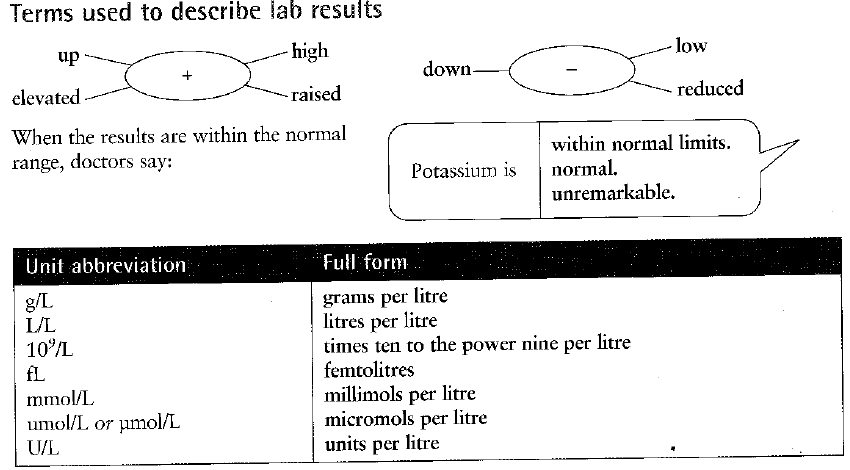 Terms used to describe lab results
up
high
elevated
+
raised
down
–
low
reduced
When the results are within the normal
range, doctors say:
Potassium is
within normal limits.
normal.
unremarkable.
Unit abbreviation Full form
g/L grams per litre
L/L litres per litre
10⁹/L times ten to the power nine per litre
fL femtolitres
mmol/L millimols per litre
umol/L or μmol/L micromols per litre
U/L units per litre